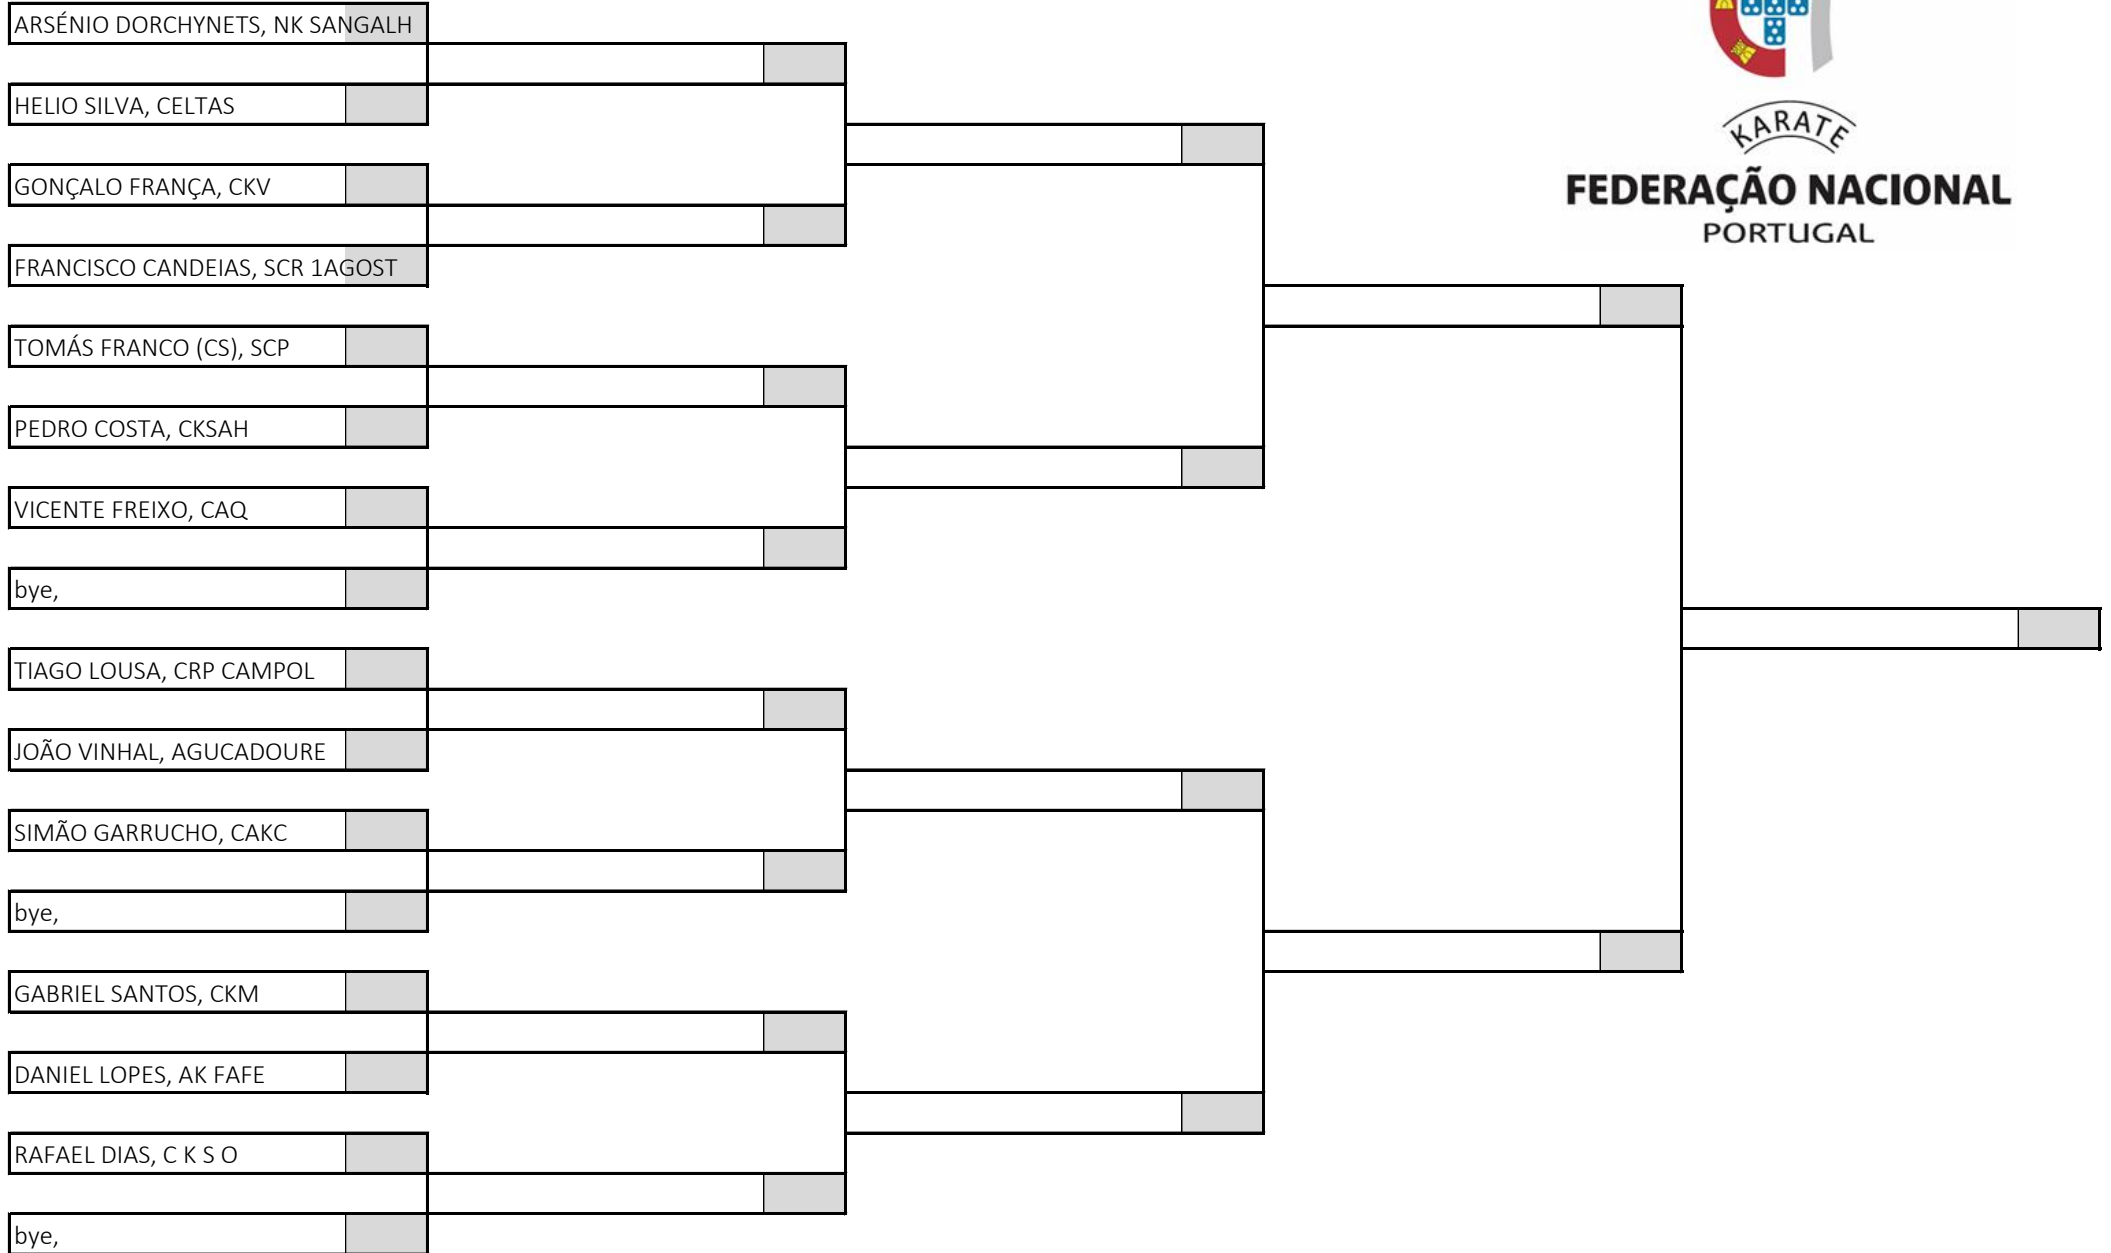 ARSÉNIO DORCHYNETS, NK SANGALH
HELIO SILVA, CELTAS
KARATE
GONÇALO FRANÇA, CKV
FEDERAÇÃO NACIONAL
PORTUGAL
FRANCISCO CANDEIAS, SCR 1AGOST
TOMÁS FRANCO (CS), SCP
PEDRO COSTA, CKSAH
VICENTE FREIXO, CAQ
bye,
TIAGO LOUSA, CRP CAMPOL
JOÃO VINHAL, AGUCADOURE
SIMÃO GARRUCHO, CAKC
bye,
GABRIEL SANTOS, CKM
DANIEL LOPES, AK FAFE
RAFAEL DIAS, C K S O
bye,